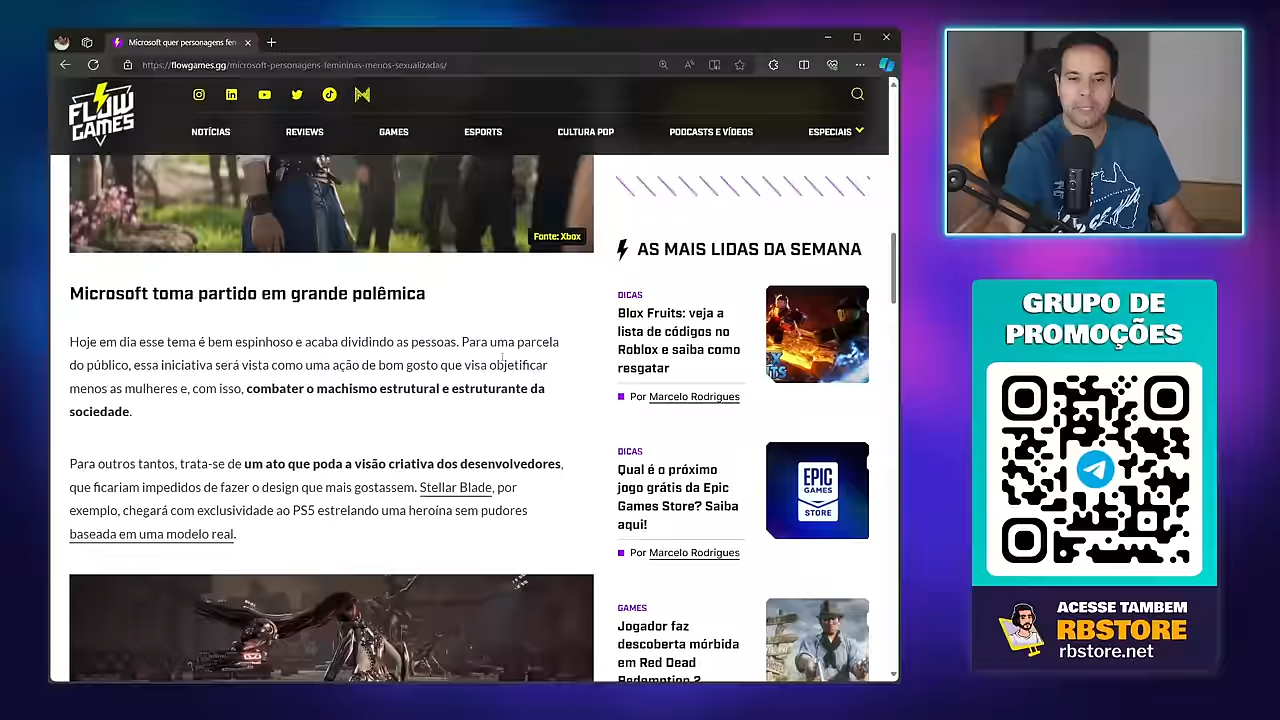 Microsoft quer personagens fen
https://flowgames.gg/microsoft-personagens-femininas-menos-sexualizadas/
FLOW
GAMES
NOTÍCIAS
REVIEWS
GAMES
ESPORTS
CULTURA POP
PODCASTS E VÍDEOS
ESPECIAIS
Fonte: Xbox
Microsoft toma partido em grande polêmica
Hoje em dia esse tema é bem espinhoso e acaba dividindo as pessoas. Para uma parcela
do público, essa iniciativa será vista como uma ação de bom gosto que visa objetificar
menos as mulheres e, com isso, combater o machismo estrutural e estruturante da
sociedade.
Para outros tantos, trata-se de um ato que poda a visão criativa dos desenvolvedores,
que ficariam impedidos de fazer o design que mais gostassem. Stellar Blade, por
exemplo, chegará com exclusividade ao PS5 estrelando uma heroína sem pudores
baseada em uma modelo real.
AS MAIS LIDAS DA SEMANA
DICAS
Blox Fruits: veja a
lista de códigos no
Roblox e saiba como
resgatar
Por Marcelo Rodrigues
DICAS
Qual é o próximo
jogo grátis da Epic
Games Store? Saiba
aqui!
Por Marcelo Rodrigues
EPIC
GAMES
STORE
GAMES
Jogador faz
descoberta mórbida
em Red Dead
Redemption 2
GRUPO DE
PROMOÇÕES
ACESSE TAMBEM
RBSTORE
rbstore.net